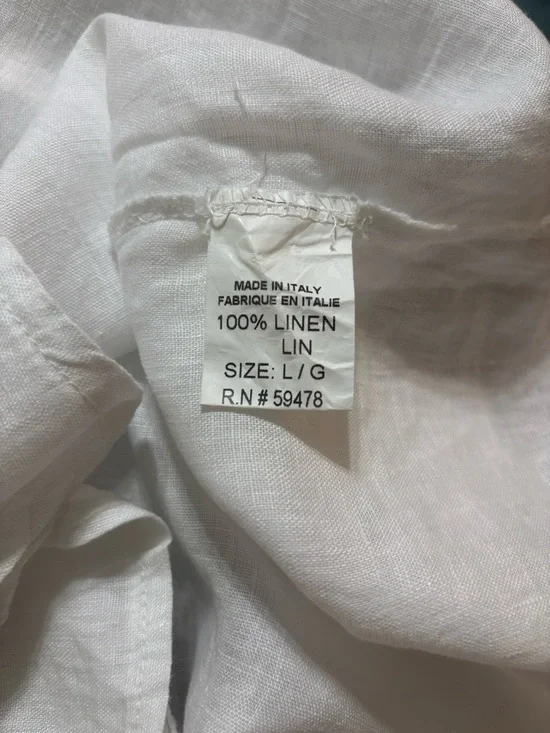 MADE IN ITALY
FABRIQUE EN ITALIE
100% LINEN
LIN
SIZE: L / G
R.N # 59478